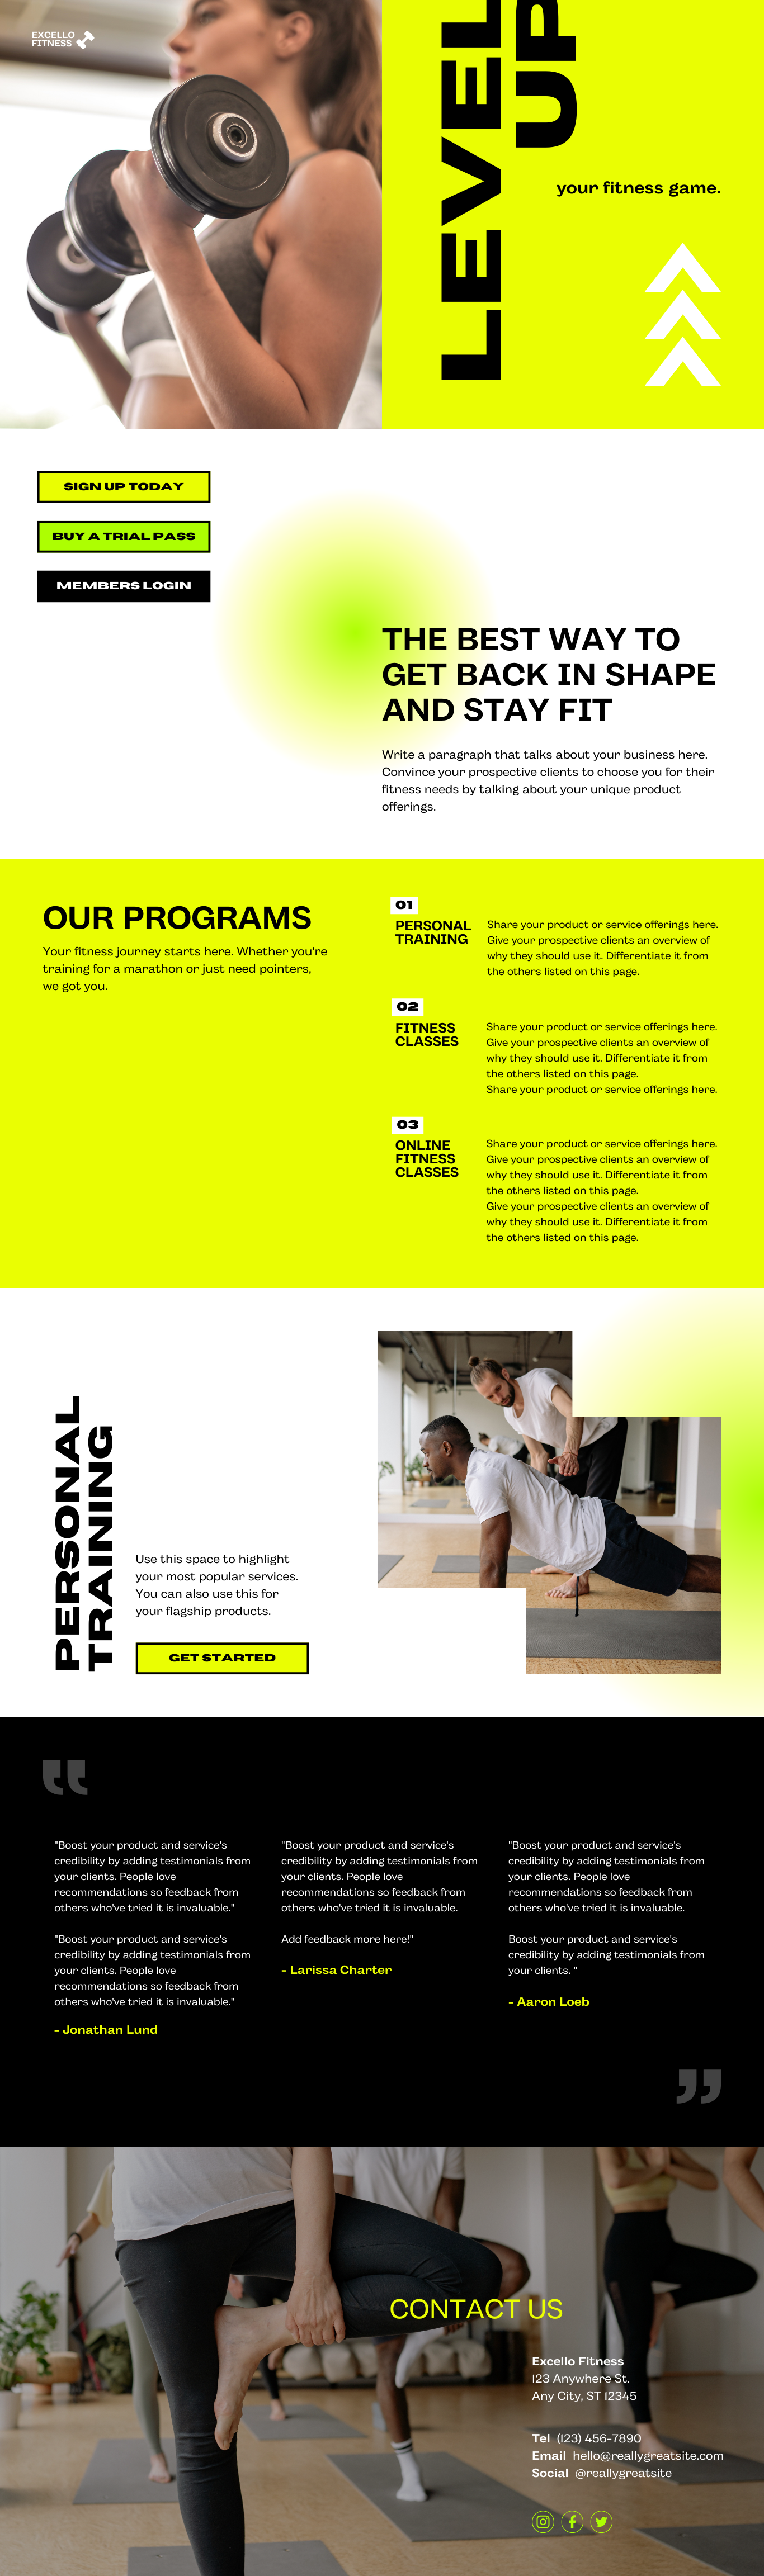 EXCELLO
FITNESS
LEVEL
UP
your fitness game.
SIGN UP TODAY
BUY A TRIAL PASS
MEMBERS LOGIN
THE BEST WAY TO
GET BACK IN SHAPE
AND STAY FIT
Write a paragraph that talks about your business here.
Convince your prospective clients to choose you for their
fitness needs by talking about your unique product
offerings.
OUR PROGRAMS
Your fitness journey starts here. Whether you're
training for a marathon or just need pointers,
we got you.
01
PERSONAL
TRAINING
Share your product or service offerings here.
Give your prospective clients an overview of
why they should use it. Differentiate it from
the others listed on this page.
02
FITNESS
CLASSES
Share your product or service offerings here.
Give your prospective clients an overview of
why they should use it. Differentiate it from
the others listed on this page.
Share your product or service offerings here.
03
ONLINE
FITNESS
CLASSES
Share your product or service offerings here.
Give your prospective clients an overview of
why they should use it. Differentiate it from
the others listed on this page.
Give your prospective clients an overview of
why they should use it. Differentiate it from
the others listed on this page.
PERSONAL
TRAINING
Use this space to highlight
your most popular services.
You can also use this for
your flagship products.
GET STARTED
"Boost your product and service's
credibility by adding testimonials from
your clients. People love
recommendations so feedback from
others who've tried it is invaluable."
"Boost your product and service's
credibility by adding testimonials from
your clients. People love
recommendations so feedback from
others who've tried it is invaluable."
- Jonathan Lund
"Boost your product and service's
credibility by adding testimonials from
your clients. People love
recommendations so feedback from
others who've tried it is invaluable.
Add feedback more here!"
- Larissa Charter
"Boost your product and service's
credibility by adding testimonials from
your clients. People love
recommendations so feedback from
others who've tried it is invaluable.
Boost your product and service's
credibility by adding testimonials from
your clients. "
- Aaron Loeb
CONTACT US
Excello Fitness
123 Anywhere St.
Any City, ST 12345
Tel (123) 456-7890
Email hello@reallygreatsite.com
Social @reallygreatsite